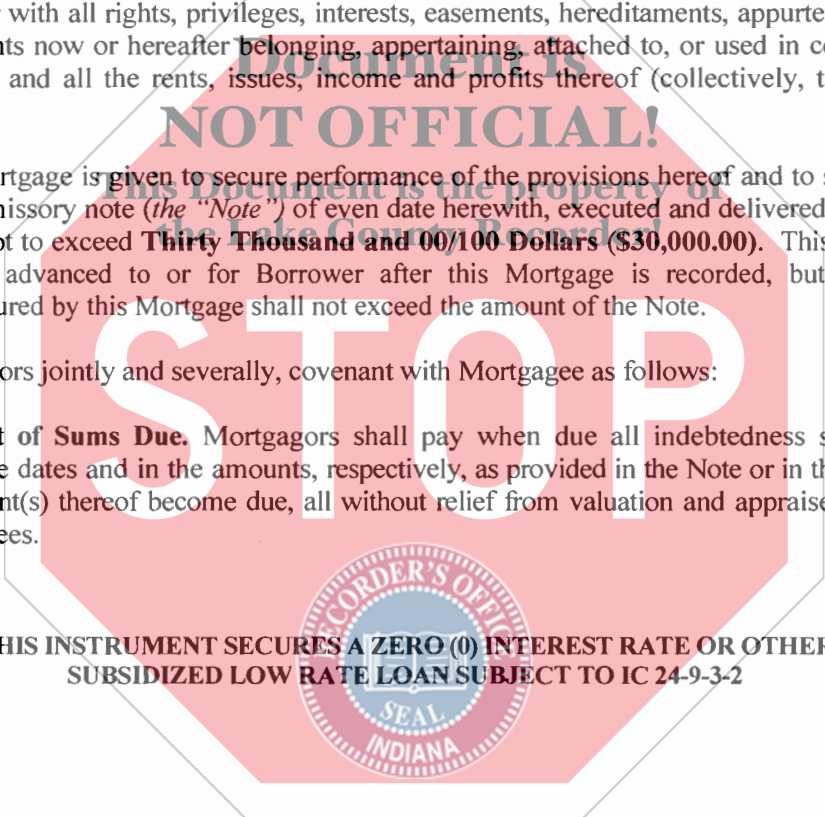 with all rights, privileges, interests, easements, hereditaments, appurte
nts now or hereafter belonging, appertaining, attached to, or used in c
and all the rents, issues, income and profits thereof (collectively, t
Document is
NOT OFFICIAL!
This Document is the property of
the Lake County Recorder!
rtgage is given to secure performance of the provisions hereof and to s
issory note (the “Note”) of even date herewith, executed and delivered
ot to exceed Thirty Thousand and 00/100 Dollars ($30,000.00). This
advanced to or for Borrower after this Mortgage is recorded, but
ured by this Mortgage shall not exceed the amount of the Note.
ors jointly and severally, covenant with Mortgagee as follows:
STOP
t of Sums Due. Mortgagors shall pay when due all indebtedness s
e dates and in the amounts, respectively, as provided in the Note or in th
nt(s) thereof become due, all without relief from valuation and appraise
ees.
RECORDER'S OFFIC
HIS INSTRUMENT SECURES A ZERO (0) INTEREST RATE OR OTHER
SUBSIDIZED LOW RATE LOAN SUBJECT TO IC 24-9-3-2
SEAL
INDIANA